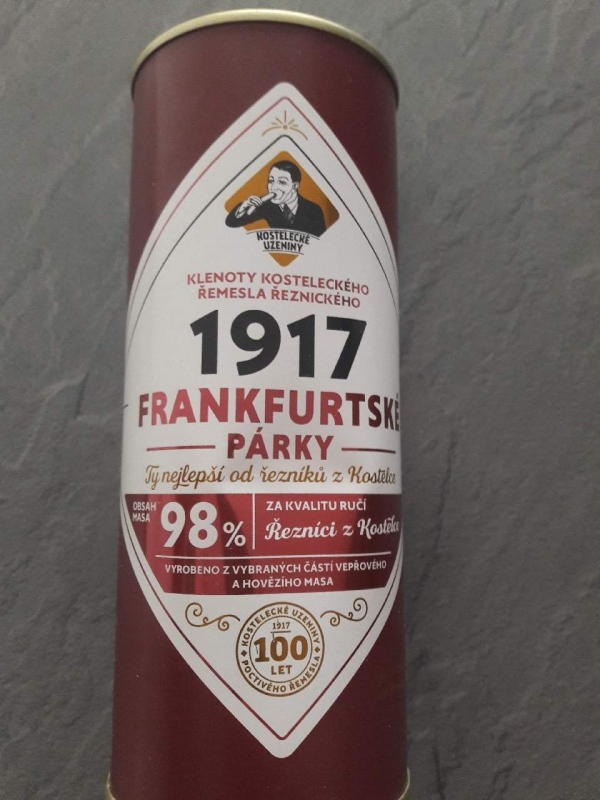 KOSTELECKÉ
UZENINY
KLENOTY KOSTELECKÉHO
ŘEMESLA ŘEZNICKÉHO
1917
FRANKFURTSKÉ
PÁRKY
Ty nejlepší od řezníků z Kostelce
OBSAH
MASA
98%
ZA KVALITU RUČÍ
Řezníci z Kostelce
VYROBENO Z VYBRANÝCH ČÁSTÍ VEPŘOVÉHO
A HOVĚZÍHO MASA
KOSTELECKÉ UZENINY
1917
100
LET
POCTIVÉHO ŘEMESLA